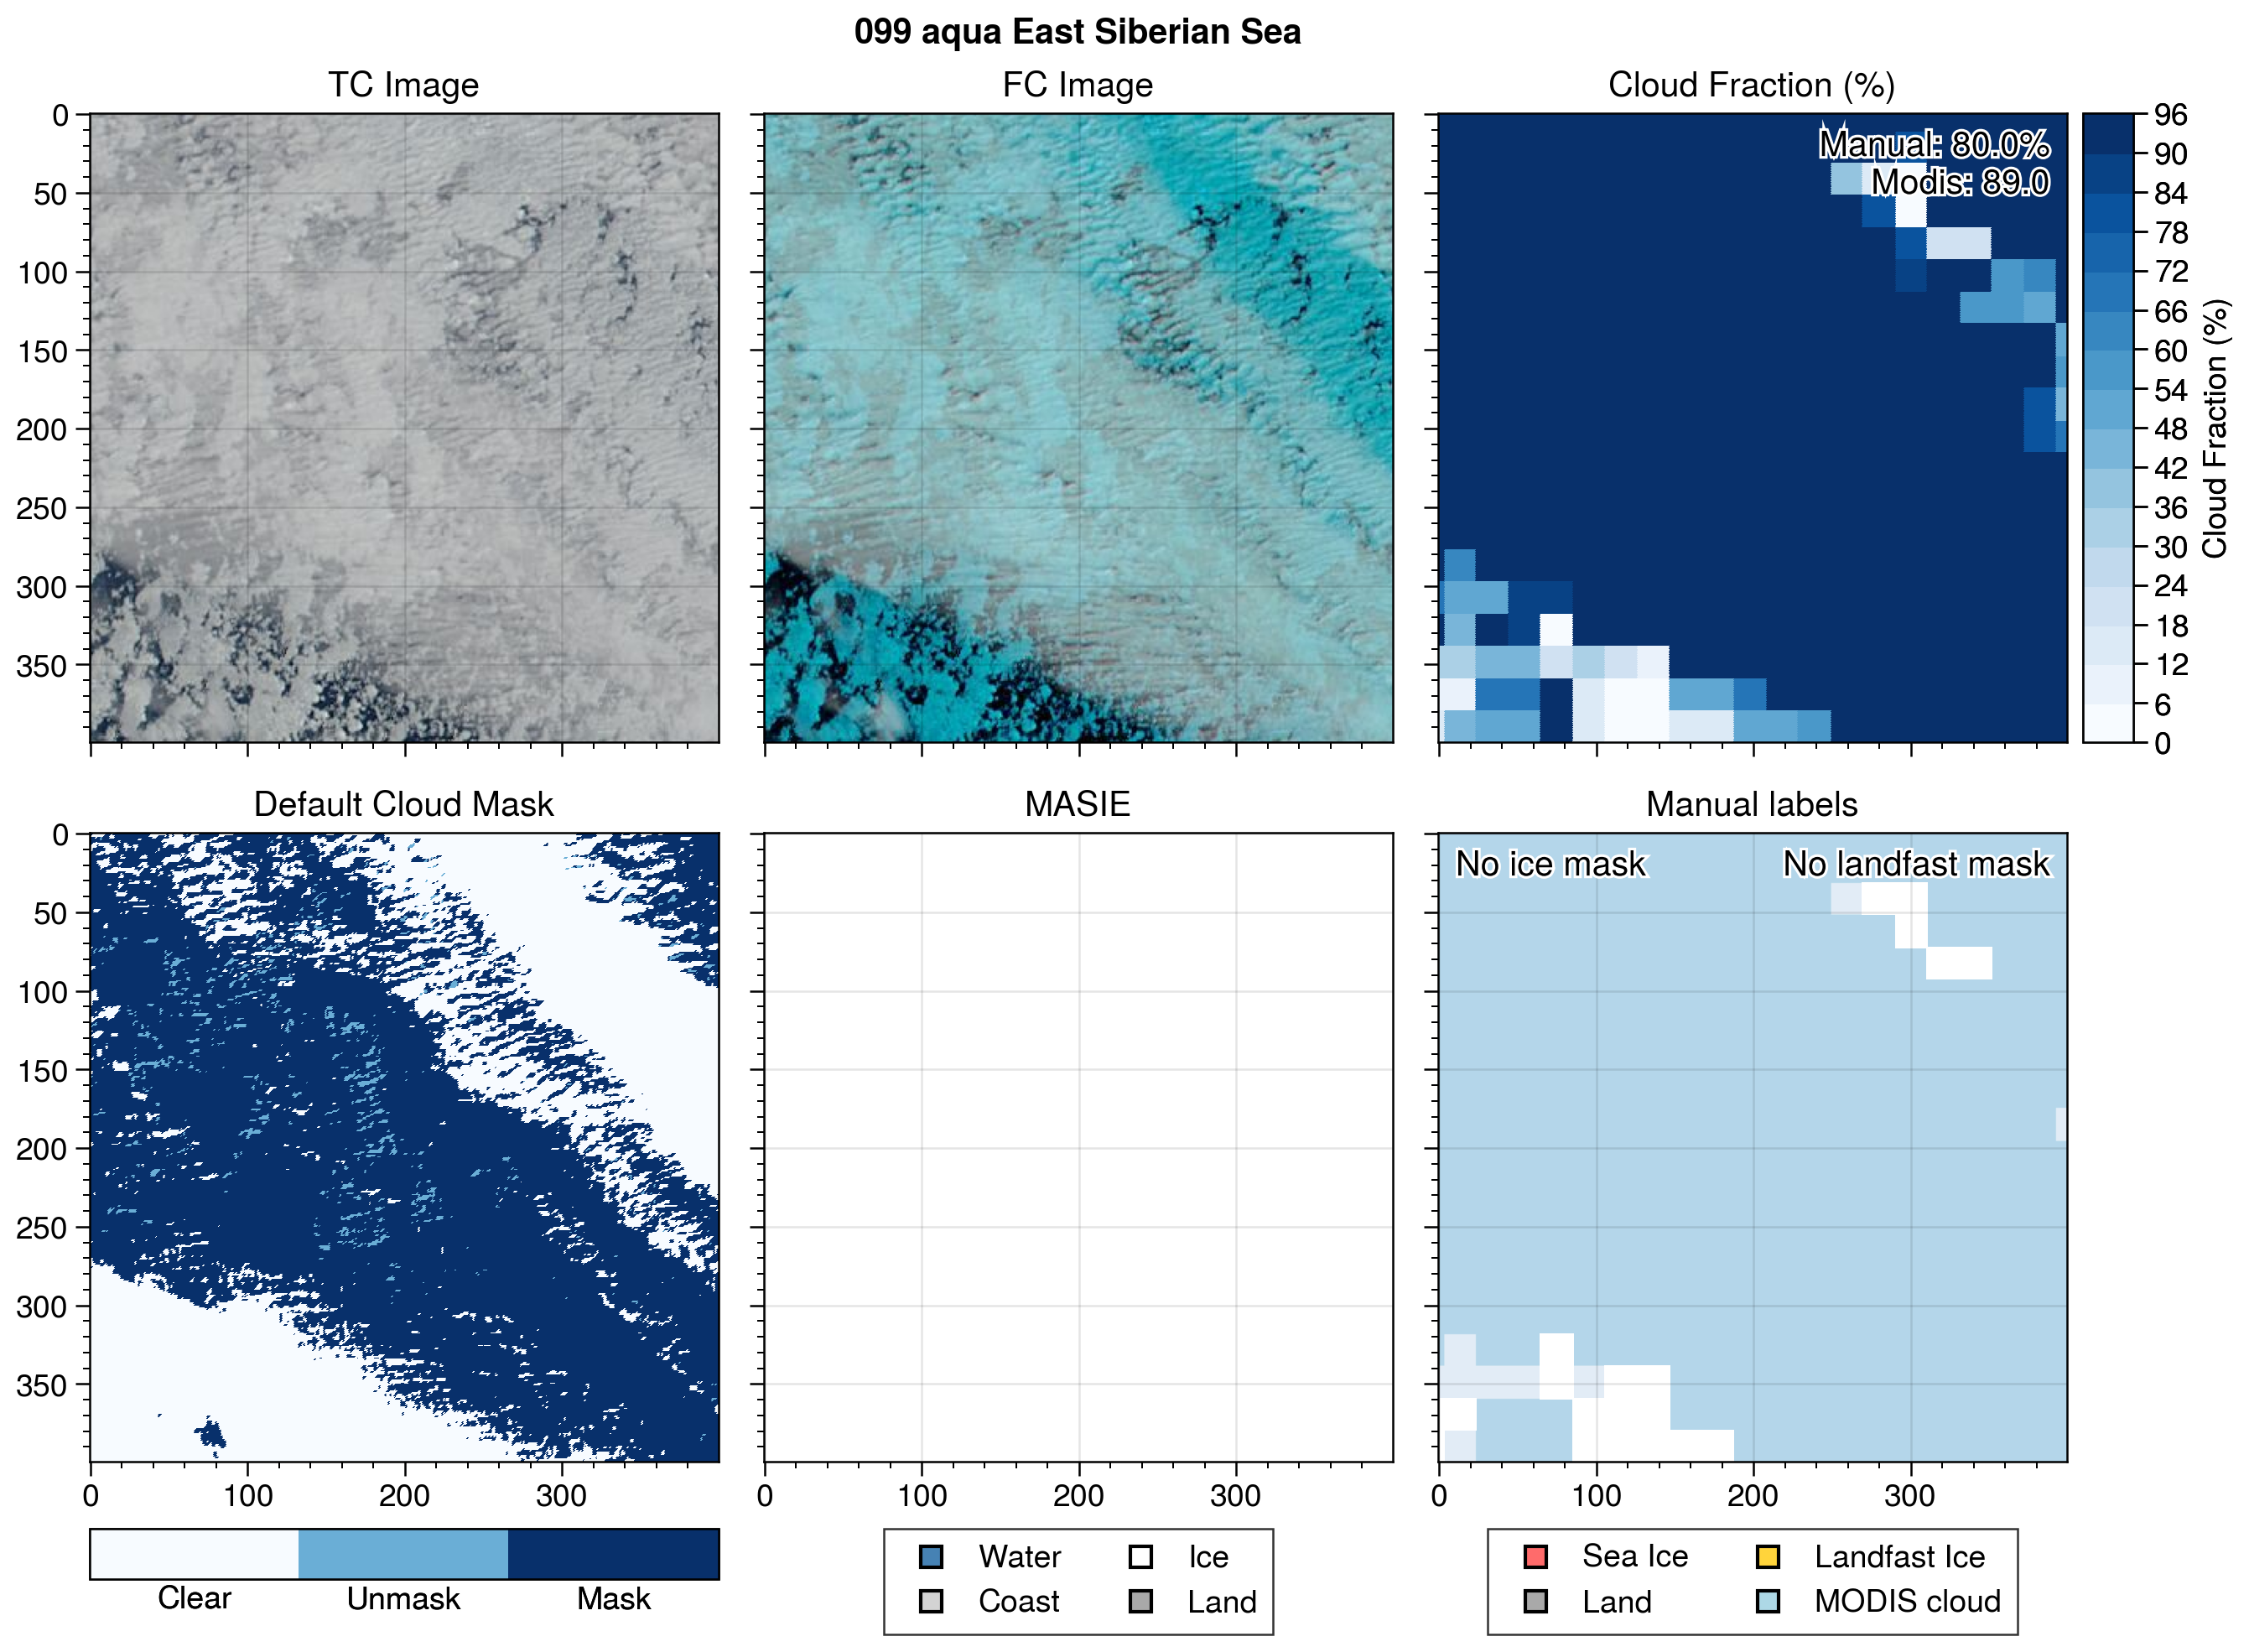 099 aqua East Siberian Sea
TC Image
FC Image
Cloud Fraction (%)
0
50
100
150
200
250
300
350
Manual: 80.0%
Modis: 89.0
96
90
84
78
72
66
60
54
48
42
36
30
24
18
12
6
0
Cloud Fraction (%)
Default Cloud Mask
MASIE
Manual labels
0
50
100
150
200
250
300
350
No ice mask
No landfast mask
0 100 200 300
0 100 200 300
0 100 200 300
Clear Unmask Mask
Water Ice
Coast Land
Sea Ice Landfast Ice
Land MODIS cloud